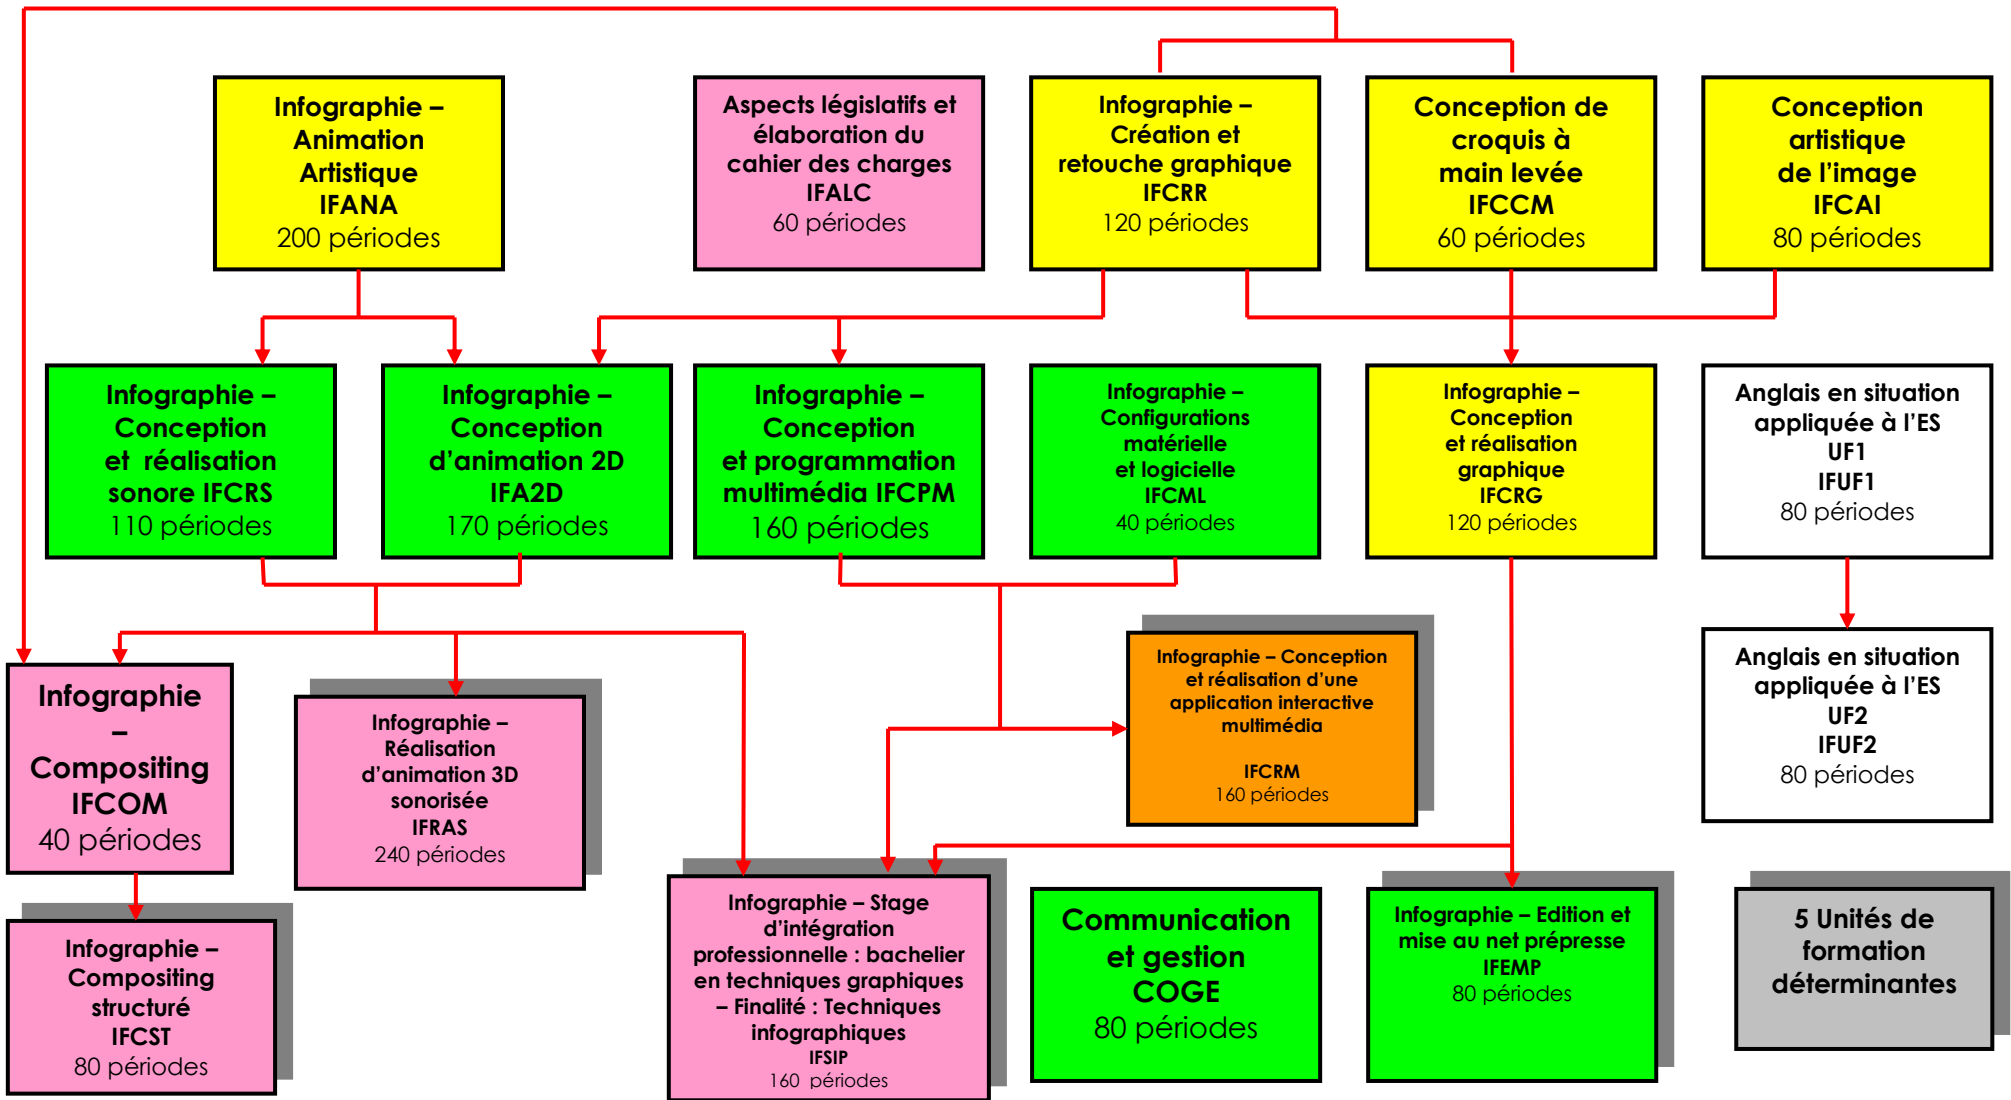 Infographie –
Animation
Artistique
IFANA
200 périodes
Aspects législatifs et
élaboration du
cahier des charges
IFALC
60 périodes
Infographie –
Création et
retouche graphique
IFCRR
120 périodes
Conception de
croquis à
main levée
IFCCM
60 périodes
Conception
artistique
de l'image
IFCAI
80 périodes
Infographie –
Conception
et réalisation
sonore IFCRS
110 périodes
Infographie –
Conception
d'animation 2D
IFA2D
170 périodes
Infographie –
Conception
et programmation
multimédia IFCPM
160 périodes
Infographie –
Configurations
matérielle
et logicielle
IFCML
40 périodes
Infographie –
Conception
et réalisation
graphique
IFCRG
120 périodes
Anglais en situation
appliquée à l'ES
UF1
IFUF1
80 périodes
Infographie
–
Compositing
IFCOM
40 périodes
Infographie –
Réalisation
d'animation 3D
sonorisée
IFRAS
240 périodes
Infographie – Conception
et réalisation d'une
application interactive
multimédia
IFCRM
160 périodes
Anglais en situation
appliquée à l'ES
UF2
IFUF2
80 périodes
Infographie –
Compositing
structuré
IFCST
80 périodes
Infographie – Stage
d'intégration
professionnelle : bachelier
en techniques graphiques
– Finalité : Techniques
infographiques
IFSIP
160 périodes
Communication
et gestion
COGE
80 périodes
Infographie – Edition et
mise au net prépresse
IFEMP
80 périodes
5 Unités de
formation
déterminantes